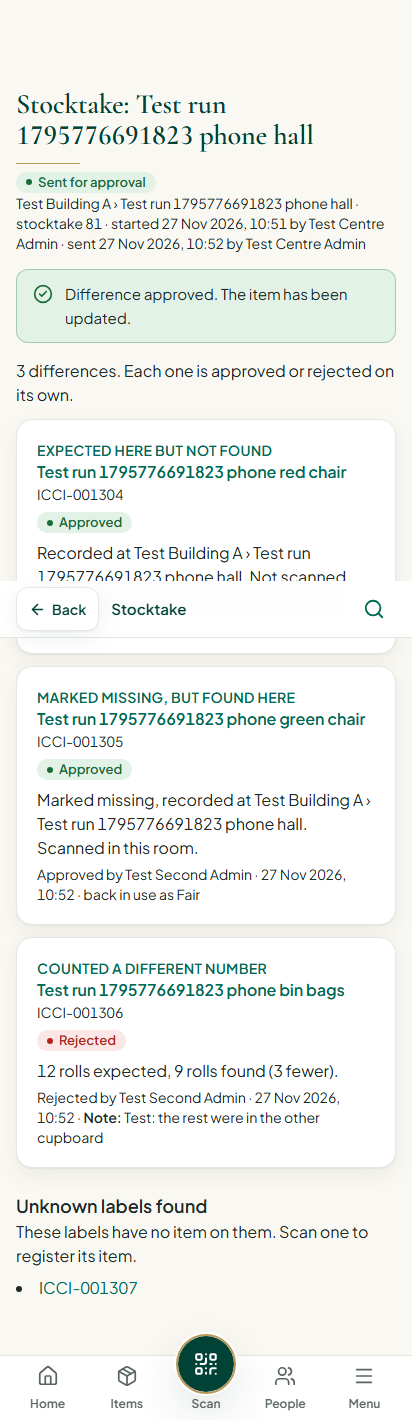 Stocktake: Test run
1795776691823 phone hall
Sent for approval
Test Building A › Test run 1795776691823 phone hall ·
stocktake 81 · started 27 Nov 2026, 10:51 by Test Centre
Admin · sent 27 Nov 2026, 10:52 by Test Centre Admin
Difference approved. The item has been
updated.
3 differences. Each one is approved or rejected on
its own.
EXPECTED HERE BUT NOT FOUND
Test run 1795776691823 phone red chair
ICCI-001304
Approved
Recorded at Test Building A › Test run
1795776691823 phone hall. Not scanned
Back
Stocktake
MARKED MISSING, BUT FOUND HERE
Test run 1795776691823 phone green chair
ICCI-001305
Approved
Marked missing, recorded at Test Building A ›
Test run 1795776691823 phone hall.
Scanned in this room.
Approved by Test Second Admin · 27 Nov 2026,
10:52 · back in use as Fair
COUNTED A DIFFERENT NUMBER
Test run 1795776691823 phone bin bags
ICCI-001306
Rejected
12 rolls expected, 9 rolls found (3 fewer).
Rejected by Test Second Admin · 27 Nov 2026,
10:52 · Note: Test: the rest were in the other
cupboard
Unknown labels found
These labels have no item on them. Scan one to
register its item.
• ICCI-001307
Home
Items
Scan
People
Menu